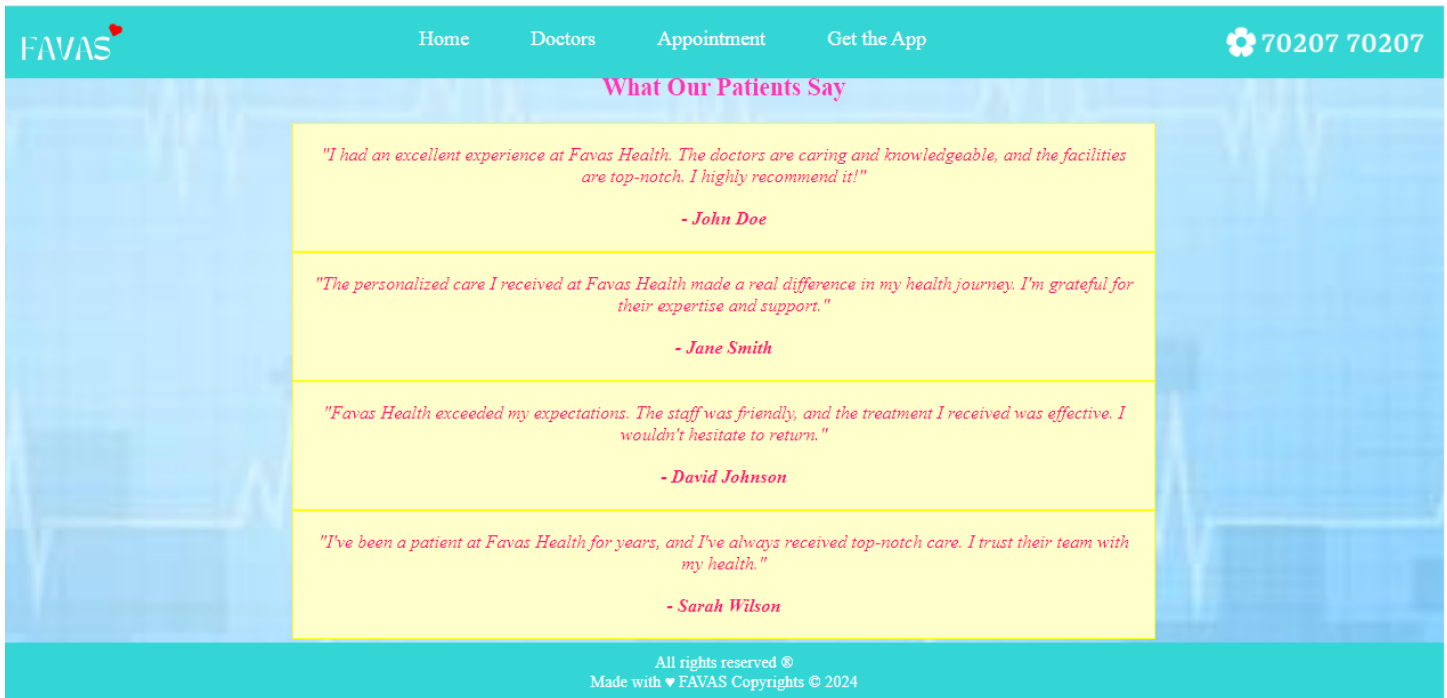 FAVAS
Home Doctors Appointment Get the App
70207 70207
What Our Patients Say
"I had an excellent experience at Favas Health. The doctors are caring and knowledgeable, and the facilities
are top-notch. I highly recommend it!"
- John Doe
"The personalized care I received at Favas Health made a real difference in my health journey. I'm grateful for
their expertise and support."
- Jane Smith
"Favas Health exceeded my expectations. The staff was friendly, and the treatment I received was effective. I
wouldn't hesitate to return."
- David Johnson
"I've been a patient at Favas Health for years, and I've always received top-notch care. I trust their team with
my health."
- Sarah Wilson
All rights reserved ®
Made with ♥ FAVAS Copyrights © 2024